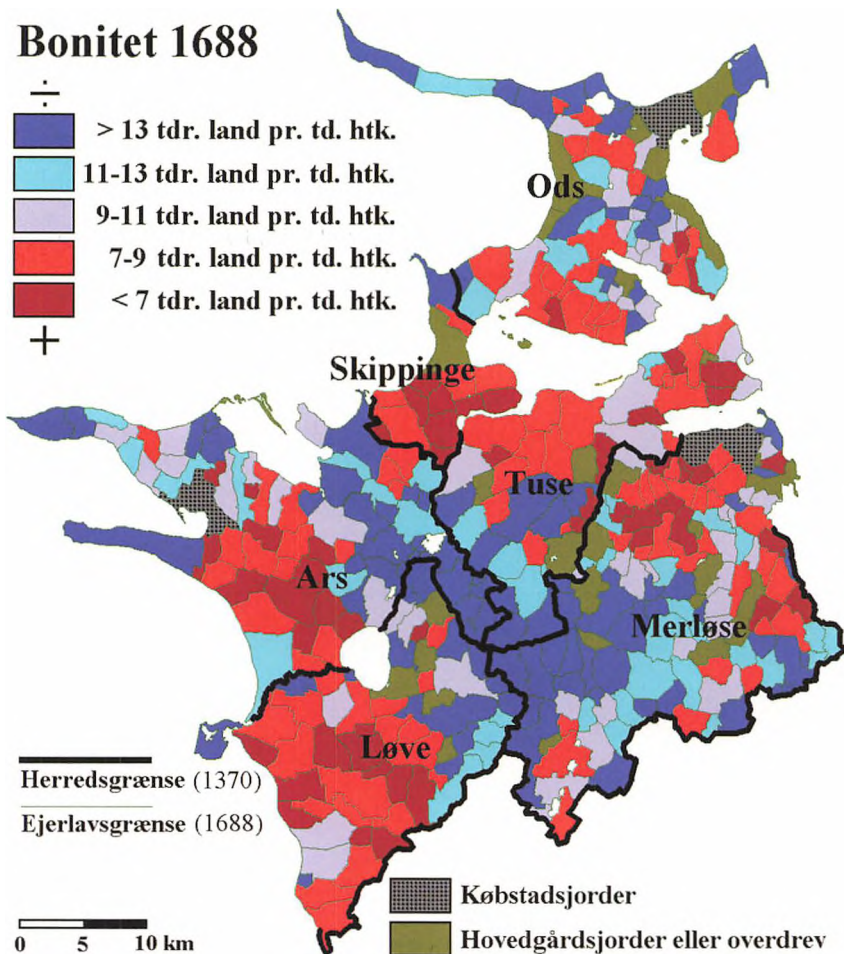 Bonitet 1688
÷
> 13 tdr. land pr. td. htk.
11-13 tdr. land pr. td. htk.
9-11 tdr. land pr. td. htk.
7-9 tdr. land pr. td. htk.
< 7 tdr. land pr. td. htk.
+
Ods
Skippinge
Tuse
Ars
Merløse
Løve
Herredsgrænse (1370)
Ejerlavsgrænse (1688)
0 5 10 km
Købstadsjorder
Hovedgårdsjorder eller overdrev